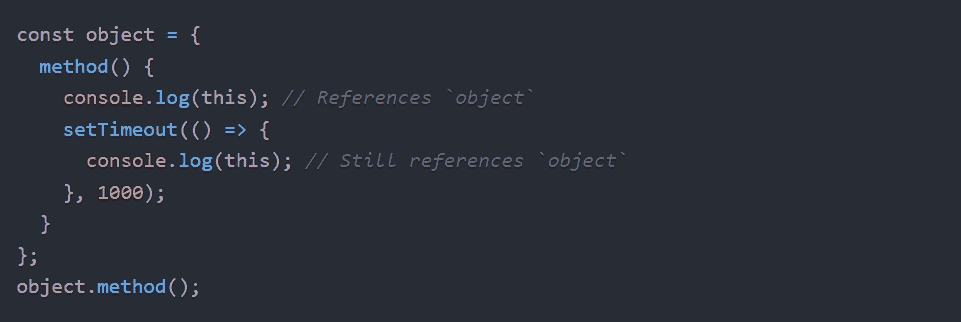 const object = {
  method() {
    console.log(this); // References `object`
    setTimeout(() => {
      console.log(this); // Still references `object`
    }, 1000);
  }
};
object.method();